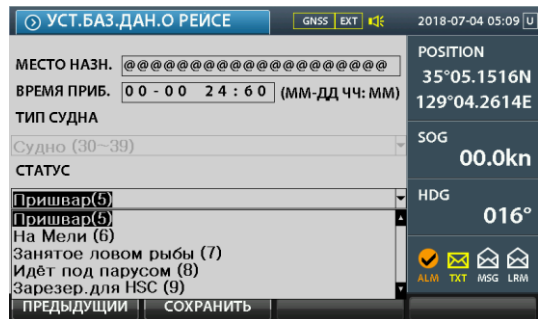 УСТ.БАЗ.ДАН.О РЕЙСЕ
GNSS EXT
2018-07-04 05:09 U
МЕСТО НАЗН. @@@@@@@@@@@@@@@@@@@@
ВРЕМЯ ПРИБ. 00-00 24:60 (ММ-ДД ЧЧ: ММ)
ТИП СУДНА
Судно (30~39)
СТАТУС
Пришвар(5)
Пришвар(5)
На Мели (6)
Занятое ловом рыбы (7)
Идёт под парусом (8)
Зарезер.для HSC (9)
ПРЕДЫДУЩИИ СОХРАНИТЬ
POSITION
35°05.1516N
129°04.2614E
SOG
00.0kn
HDG
016°
ALM TXT MSG LRM